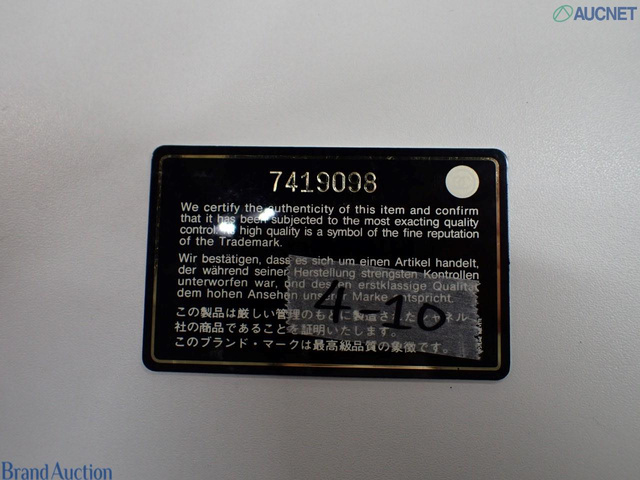 AUCNET
7419098
We certify the authenticity of this item and confirm
that it has been subjected to the most exacting quality
control. high quality is a symbol of the fine reputation
of the Trademark.
Wir bestätigen, dass es sich um einen Artikel handelt,
der während seiner Herstellung strengsten Kontrollen
unterworfen war, und dessen erstklassige Qualität
dem hohen Ansehen unserer Marke entspricht.
この製品は厳しい管理のもとに製造されたシャネル
社の商品であることを証明いたします。
このブランド・マークは最高級品質の象徴です。
4-10
Brand Auction